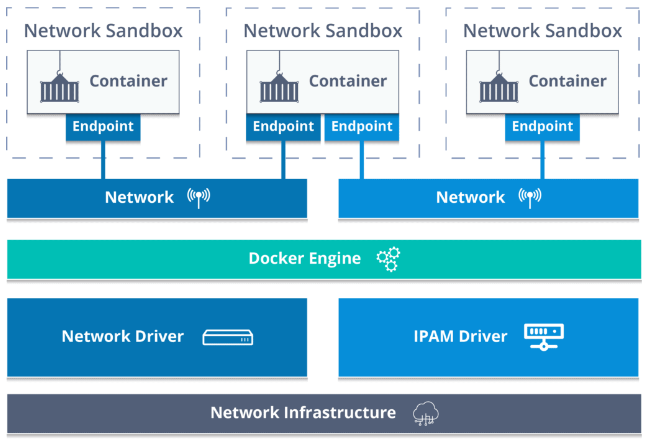 Network Sandbox
Network Sandbox
Network Sandbox
Container
Container
Container
Endpoint
Endpoint
Endpoint
Endpoint
Network
Network
Docker Engine
Network Driver
IPAM Driver
Network Infrastructure